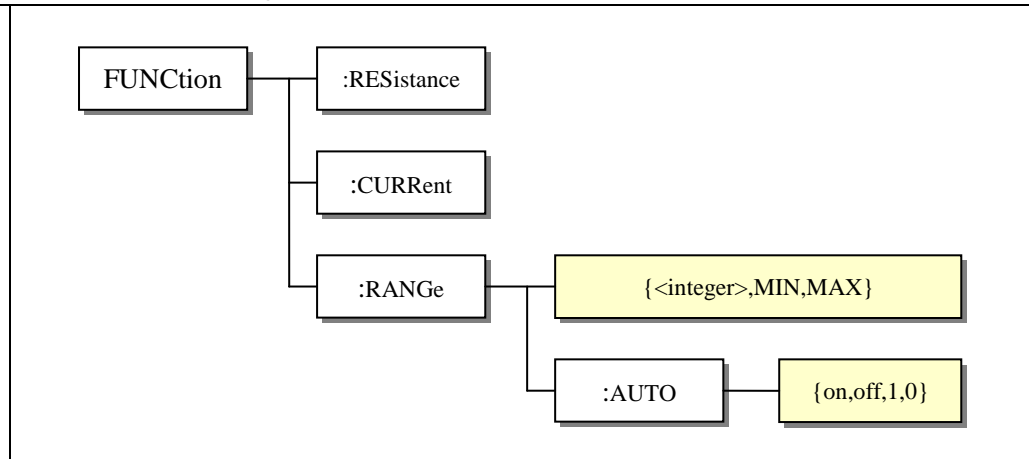 FUNCtion
:RESistance
:CURRent
:RANGe
{<integer>,MIN,MAX}
:AUTO
{on,off,1,0}